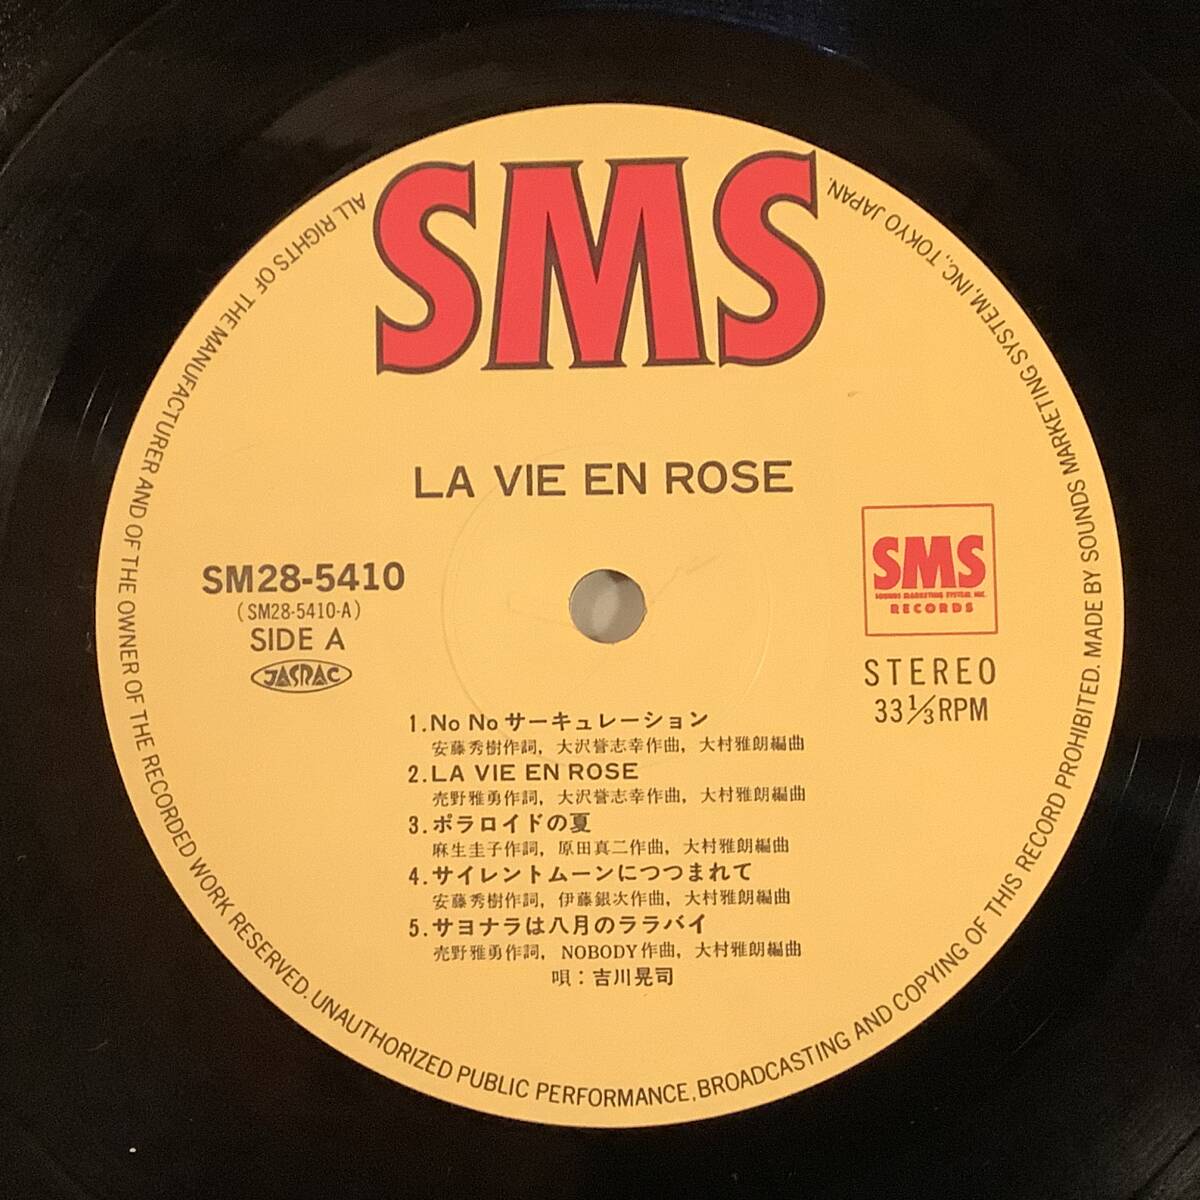 SMS
LA VIE EN ROSE
SM28-5410
(SM28-5410-A)
SIDE A
JASRAC
SMS
SOUNDS MARKETING SYSTEM, INC.
RECORDS
STEREO
33 1/3 RPM
1. No No サーキュレーション
安藤秀樹作詞, 大沢誉志幸作曲, 大村雅朗編曲
2. LA VIE EN ROSE
売野雅勇作詞, 大沢誉志幸作曲, 大村雅朗編曲
3. ポラロイドの夏
麻生圭子作詞, 原田真二作曲, 大村雅朗編曲
4. サイレントムーンにつつまれて
安藤秀樹作詞, 伊藤銀次作曲, 大村雅朗編曲
5. サヨナラは八月のララバイ
売野雅勇作詞, NOBODY作曲, 大村雅朗編曲
唄：吉川晃司
ALL RIGHTS OF THE MANUFACTURER AND OF THE OWNER OF THE RECORDED WORK RESERVED. UNAUTHORIZED PUBLIC PERFORMANCE, BROADCASTING AND COPYING OF THIS RECORD PROHIBITED. MADE BY SOUNDS MARKETING SYSTEM, INC., TOKYO JAPAN.